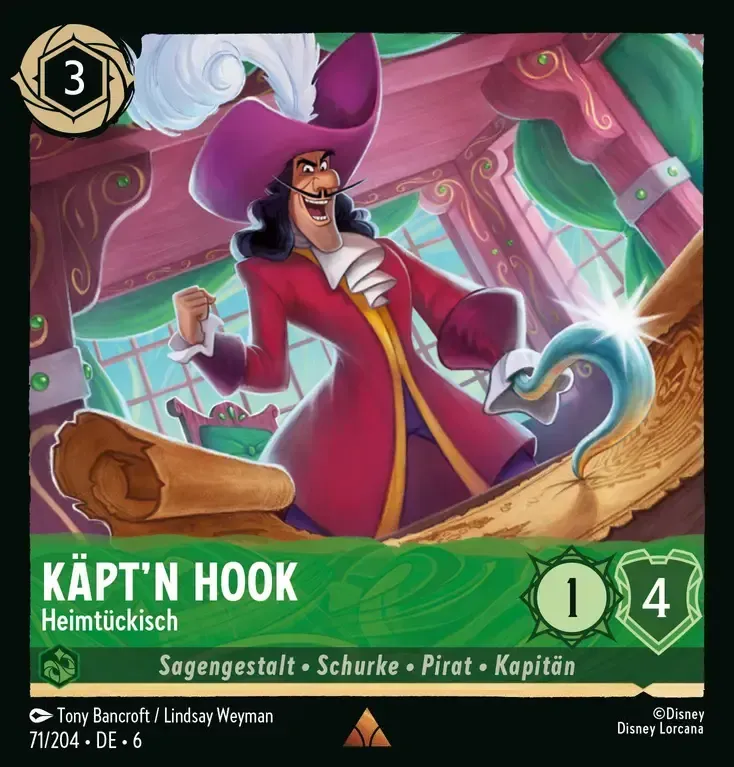 3
KÄPT'N HOOK
Heimtückisch
1
4
Sagengestalt • Schurke • Pirat • Kapitän
Tony Bancroft / Lindsay Weyman
71/204 • DE • 6
©Disney
Disney Lorcana